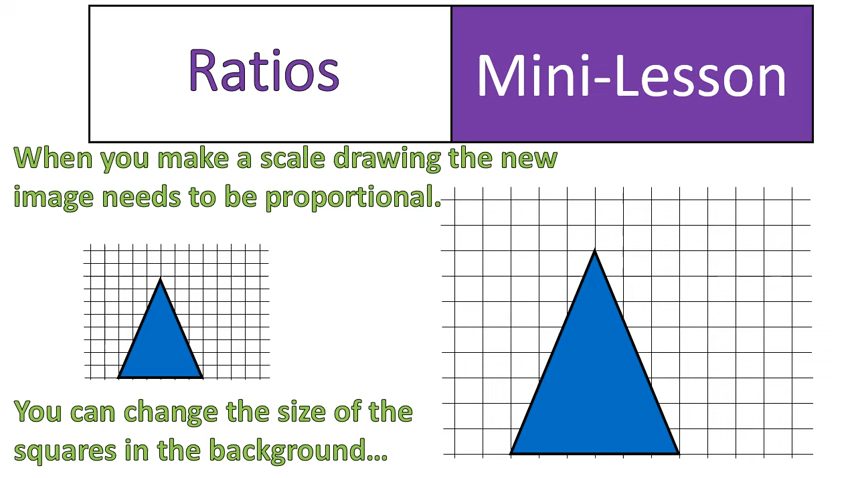 Ratios
Mini-Lesson
When you make a scale drawing the new
image needs to be proportional.
You can change the size of the
squares in the background…